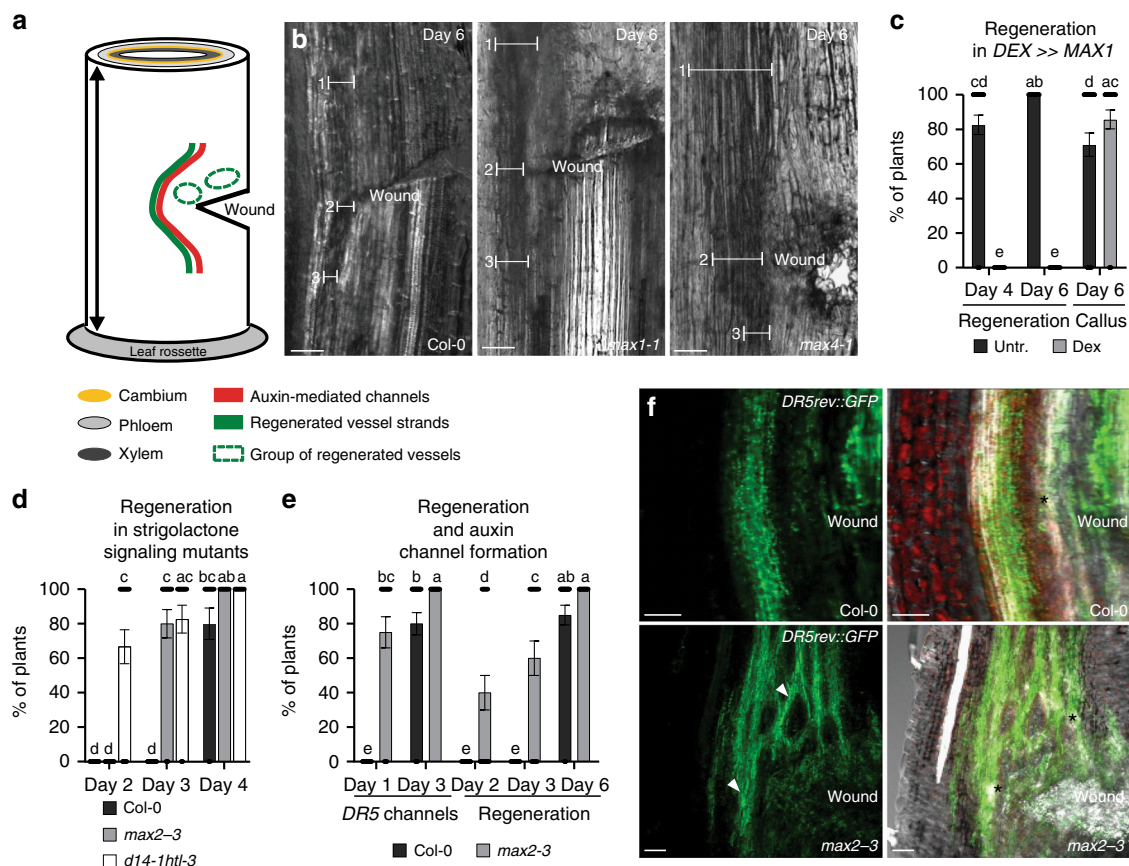 a
Wound
Leaf rosette
Cambium
Phloem
Xylem
Auxin-mediated channels
Regenerated vessel strands
Group of regenerated vessels
b
Day 6
1
2
3
Wound
Col-0
Day 6
1
2
3
Wound
max1-1
Day 6
1
2
3
Wound
max4-1
c
Regeneration
in DEX >> MAX1
cd ab d ac
e e
% of plants
100
80
60
40
20
0
Day 4 Day 6 Day 6
Regeneration Callus
Untr. Dex
d
Regeneration
in strigolactone
signaling mutants
c c ac bc ab a
d d d
% of plants
100
80
60
40
20
0
Day 2 Day 3 Day 4
Col-0
max2–3
d14-1htl-3
e
Regeneration
and auxin
channel formation
bc b a d c ab a
e e e
% of plants
100
80
60
40
20
0
Day 1 Day 3 Day 2 Day 3 Day 6
DR5 channels Regeneration
Col-0 max2-3
f
DR5rev::GFP
Wound
*
Wound
Col-0
DR5rev::GFP
Wound
*
*
Wound
max2–3